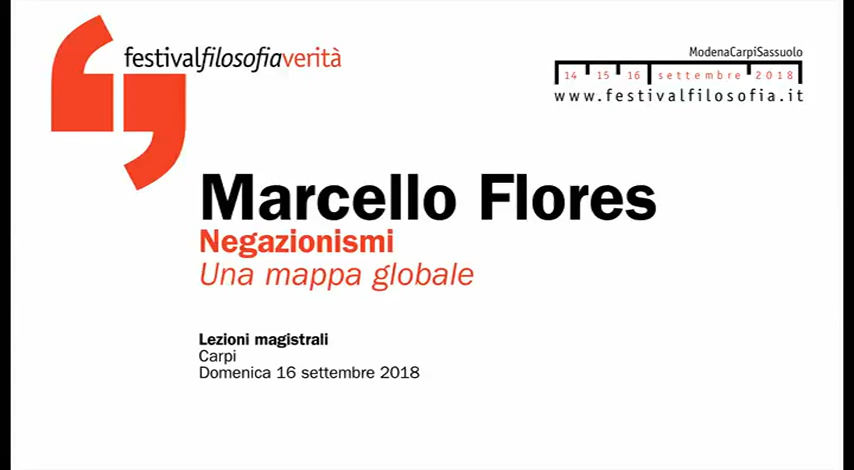 festivalfilosofiaverità
ModenaCarpiSassuolo
14 15 16 settembre 2018
www.festivalfilosofia.it
Marcello Flores
Negazionismi
Una mappa globale
Lezioni magistrali
Carpi
Domenica 16 settembre 2018